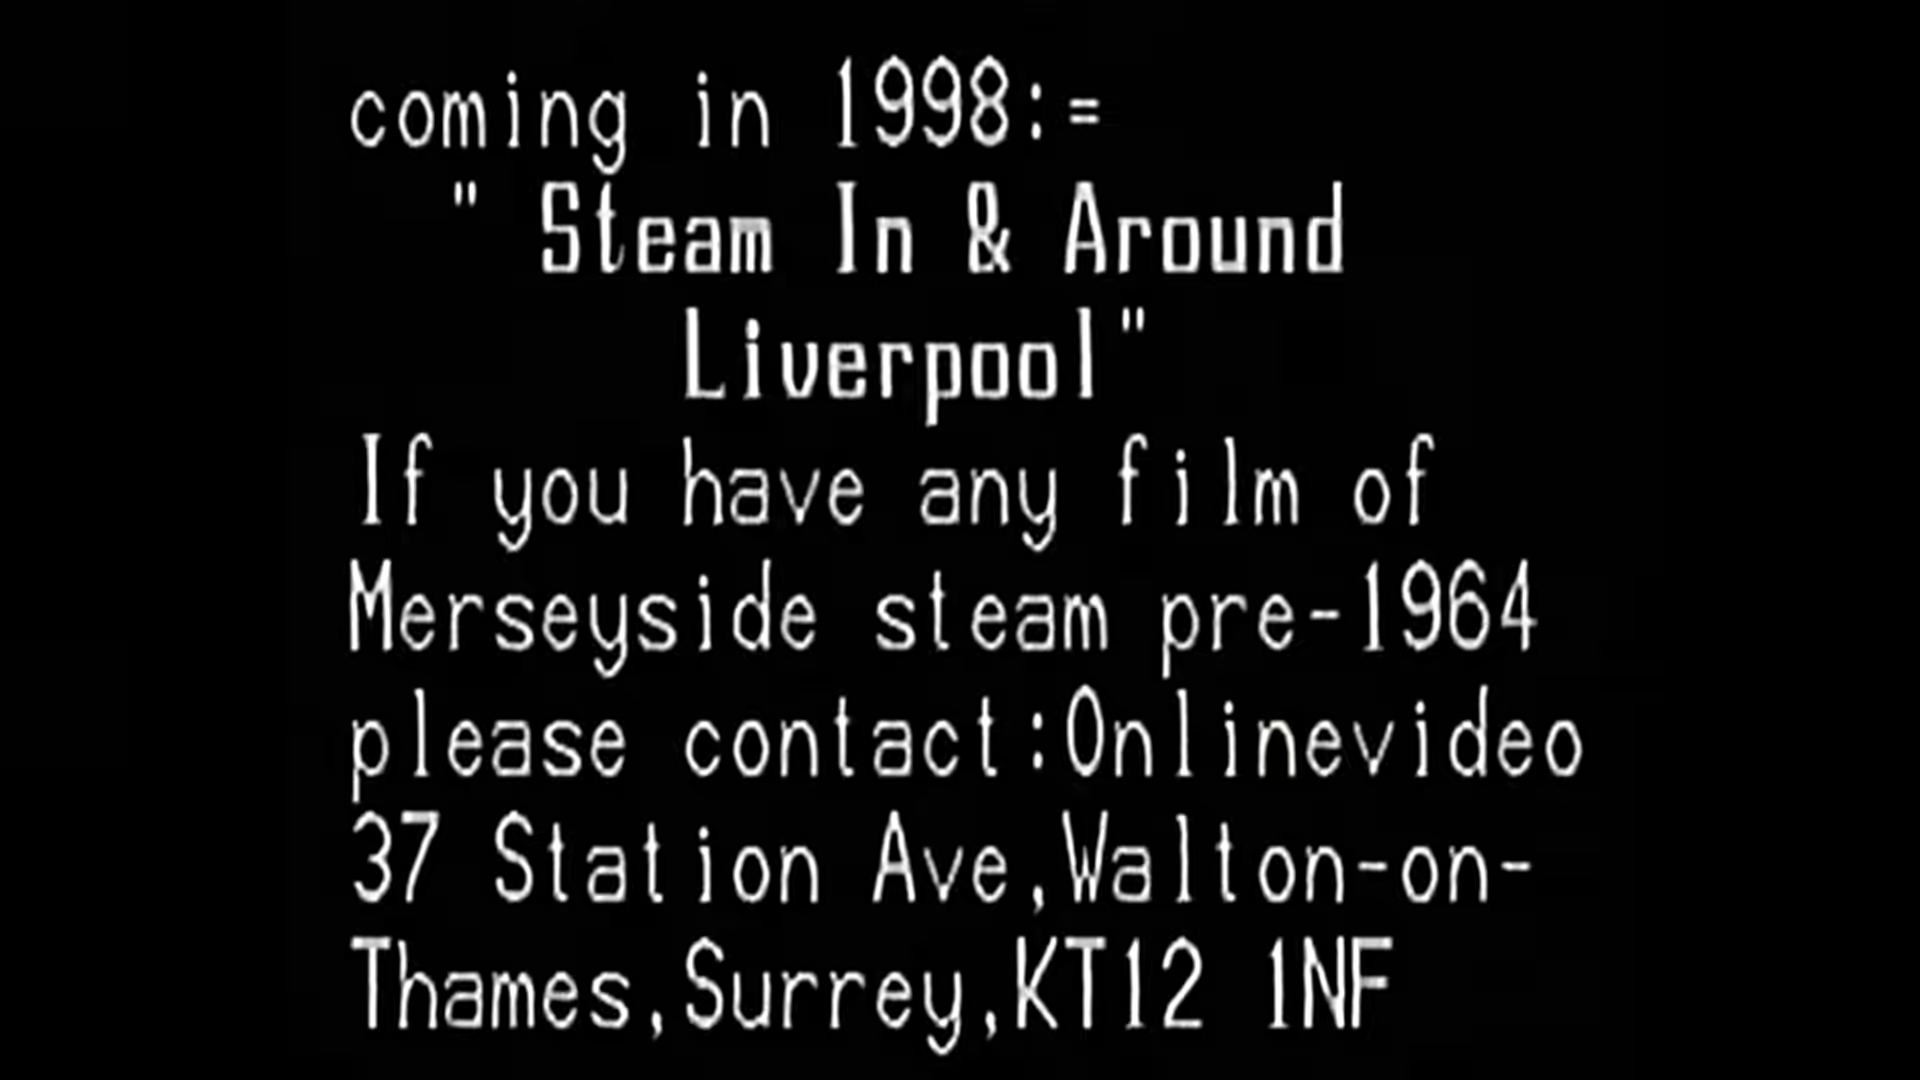 coming in 1998:=
" Steam In & Around
Liverpool"
If you have any film of
Merseyside steam pre-1964
please contact:Onlinevideo
37 Station Ave,Walton-on-
Thames,Surrey,KT12 1NF